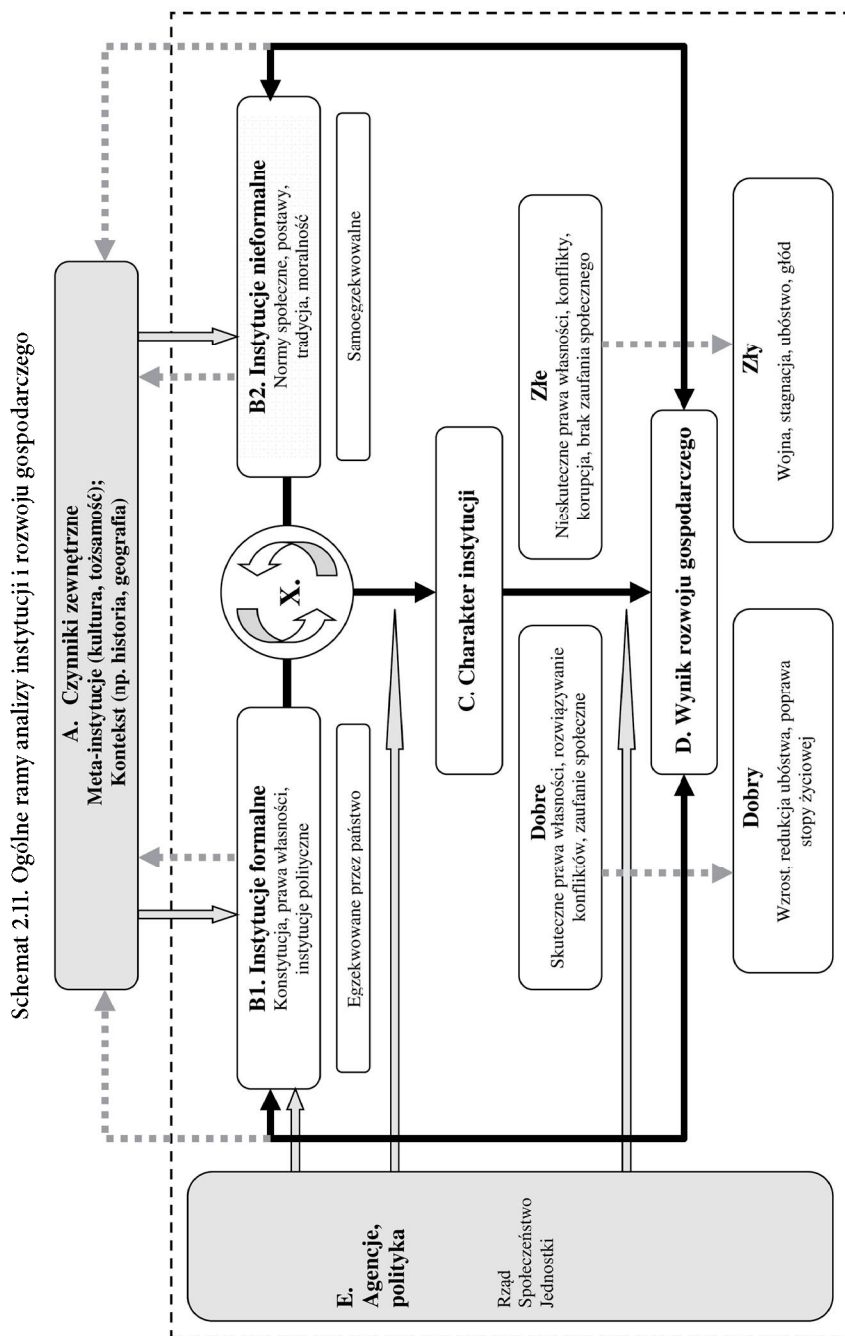 Schemat 2.11. Ogólne ramy analizy instytucji i rozwoju gospodarczego
A. Czynniki zewnętrzne
Meta-instytucje (kultura, tożsamość);
Kontekst (np. historia, geografia)
B1. Instytucje formalne
Konstytucja, prawa własności,
instytucje polityczne
Egzekwowane przez państwo
X.
B2. Instytucje nieformalne
Normy społeczne, postawy,
tradycja, moralność
Samoegzekwowalne
E.
Agencje,
polityka
Rząd
Społeczeństwo
Jednostki
C. Charakter instytucji
Dobre
Skuteczne prawa własności, rozwiązywanie
konfliktów, zaufanie społeczne
Złe
Nieskuteczne prawa własności, konflikty,
korupcja, brak zaufania społecznego
D. Wynik rozwoju gospodarczego
Dobry
Wzrost, redukcja ubóstwa, poprawa
stopy życiowej
Zły
Wojna, stagnacja, ubóstwo, głód